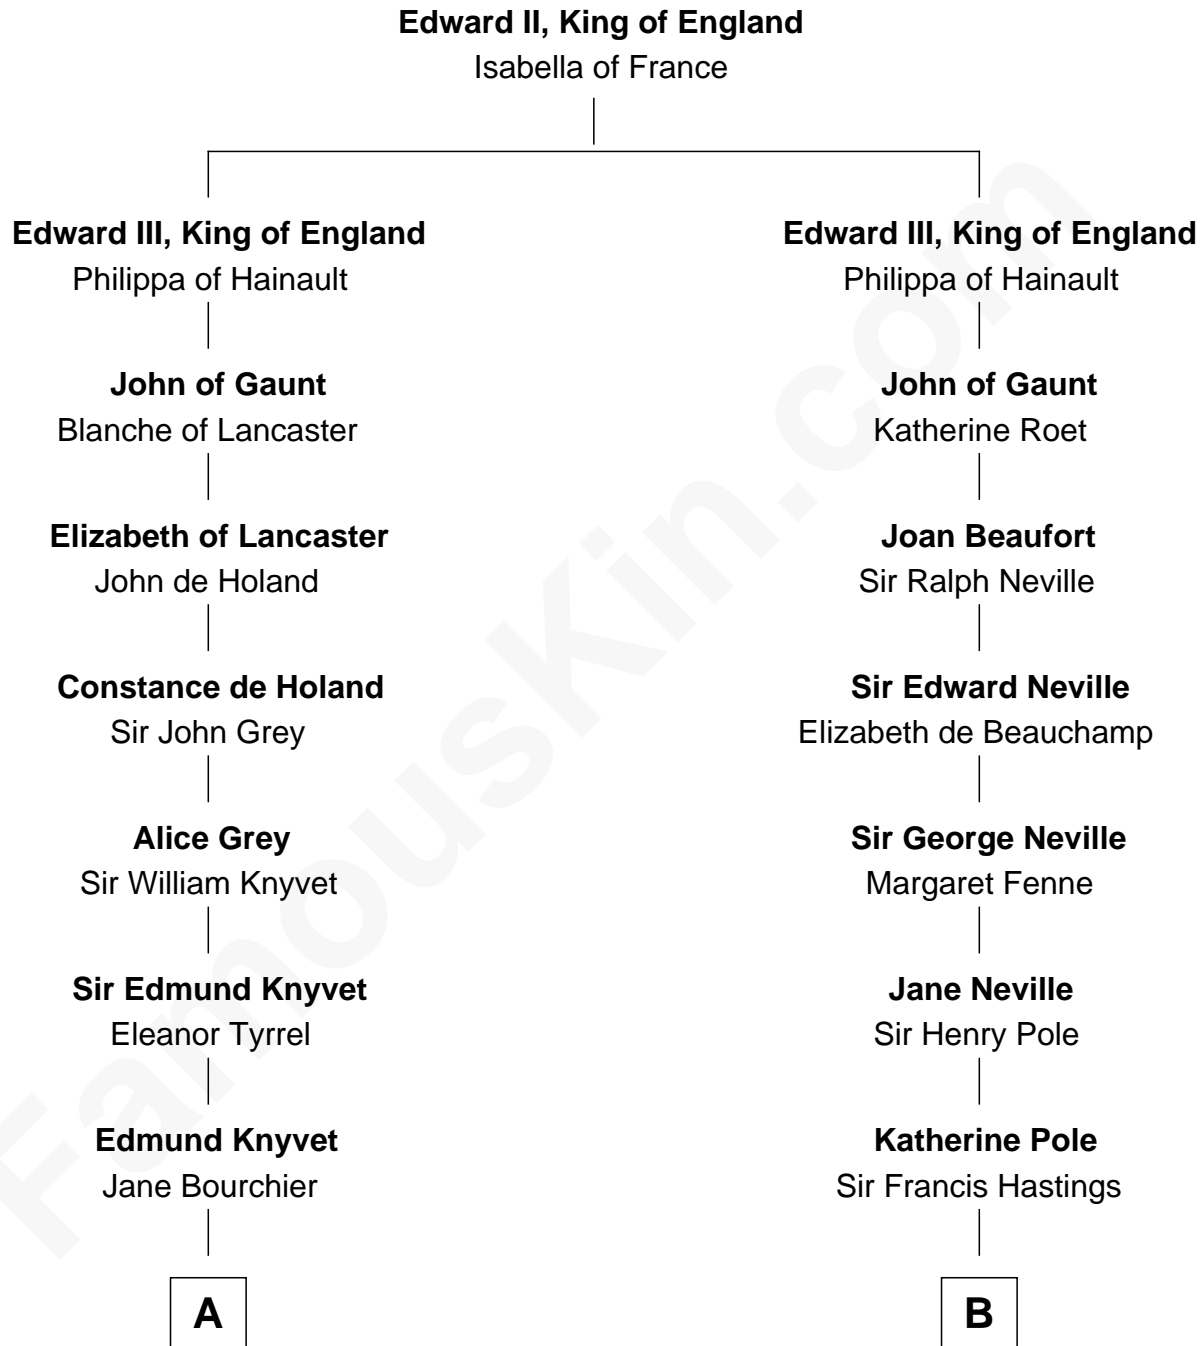 Edward II, King of England
Isabella of France
Edward III, King of England
Philippa of Hainault
Edward III, King of England
Philippa of Hainault
John of Gaunt
Blanche of Lancaster
John of Gaunt
Katherine Roet
Elizabeth of Lancaster
John de Holand
Joan Beaufort
Sir Ralph Neville
Constance de Holand
Sir John Grey
Sir Edward Neville
Elizabeth de Beauchamp
Alice Grey
Sir William Knyvet
Sir George Neville
Margaret Fenne
Sir Edmund Knyvet
Eleanor Tyrrel
Jane Neville
Sir Henry Pole
Edmund Knyvet
Jane Bourchier
Katherine Pole
Sir Francis Hastings
A
B
FamousKin.com